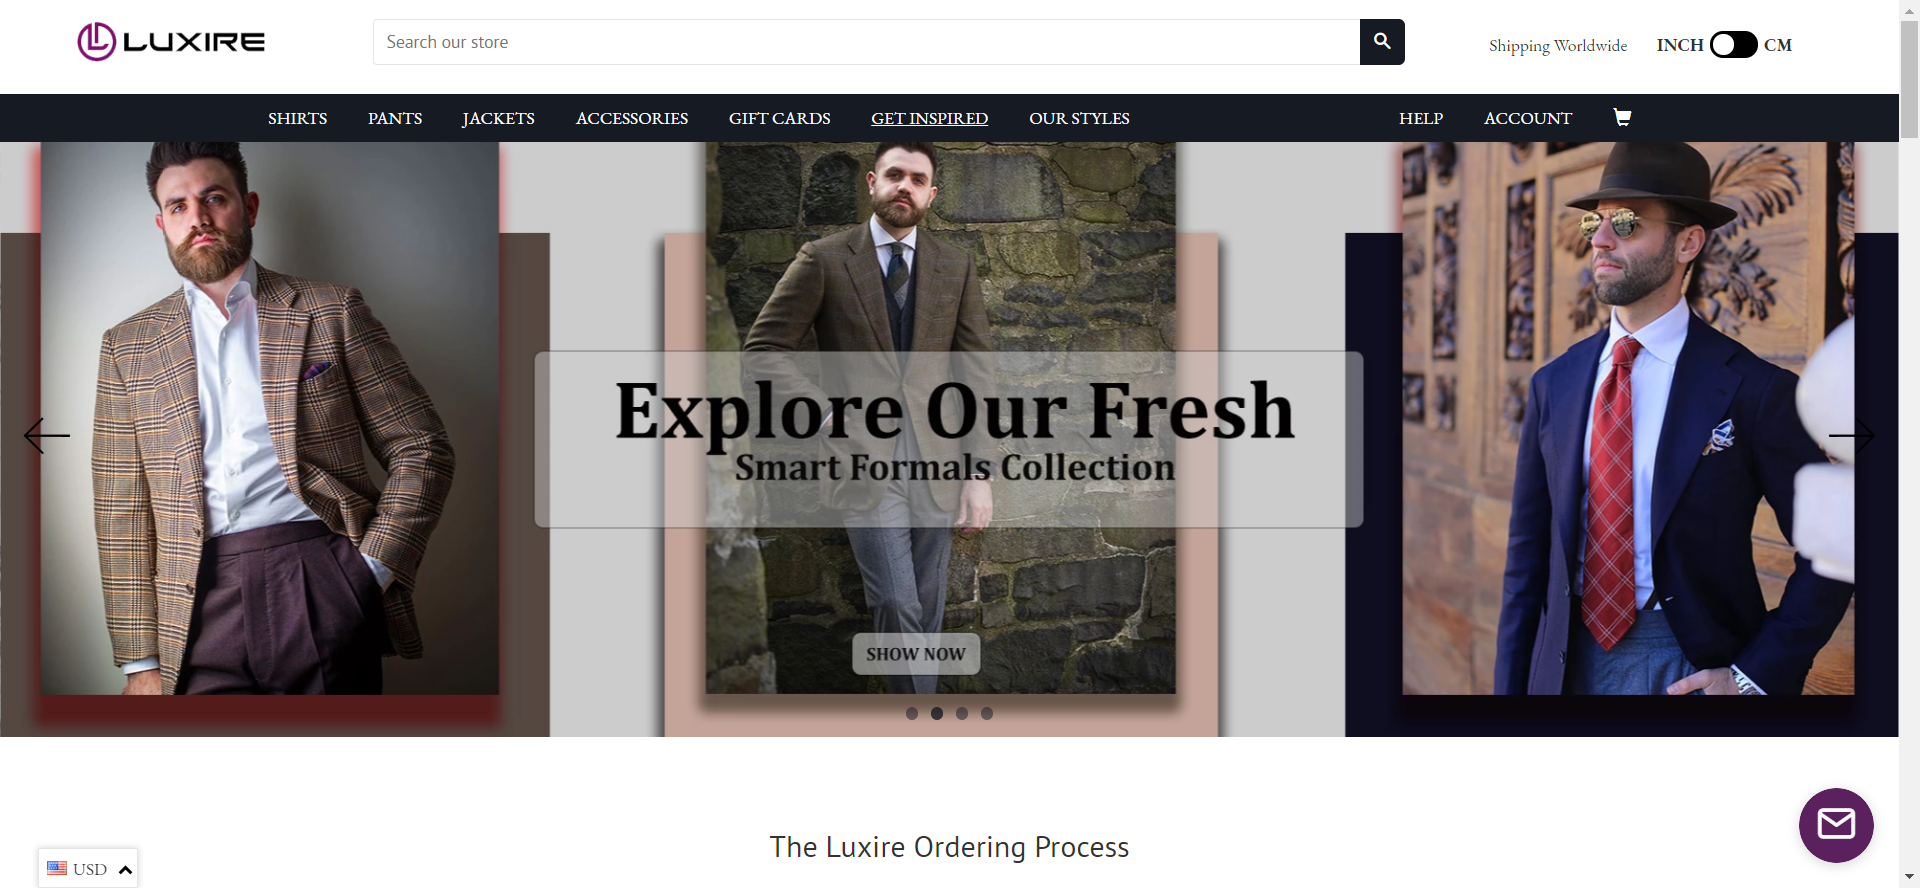 LUXIRE
Search our store
Shipping Worldwide
INCH CM
SHIRTS PANTS JACKETS ACCESSORIES GIFT CARDS GET INSPIRED OUR STYLES HELP ACCOUNT
Explore Our Fresh
Smart Formals Collection
SHOW NOW
The Luxire Ordering Process
USD